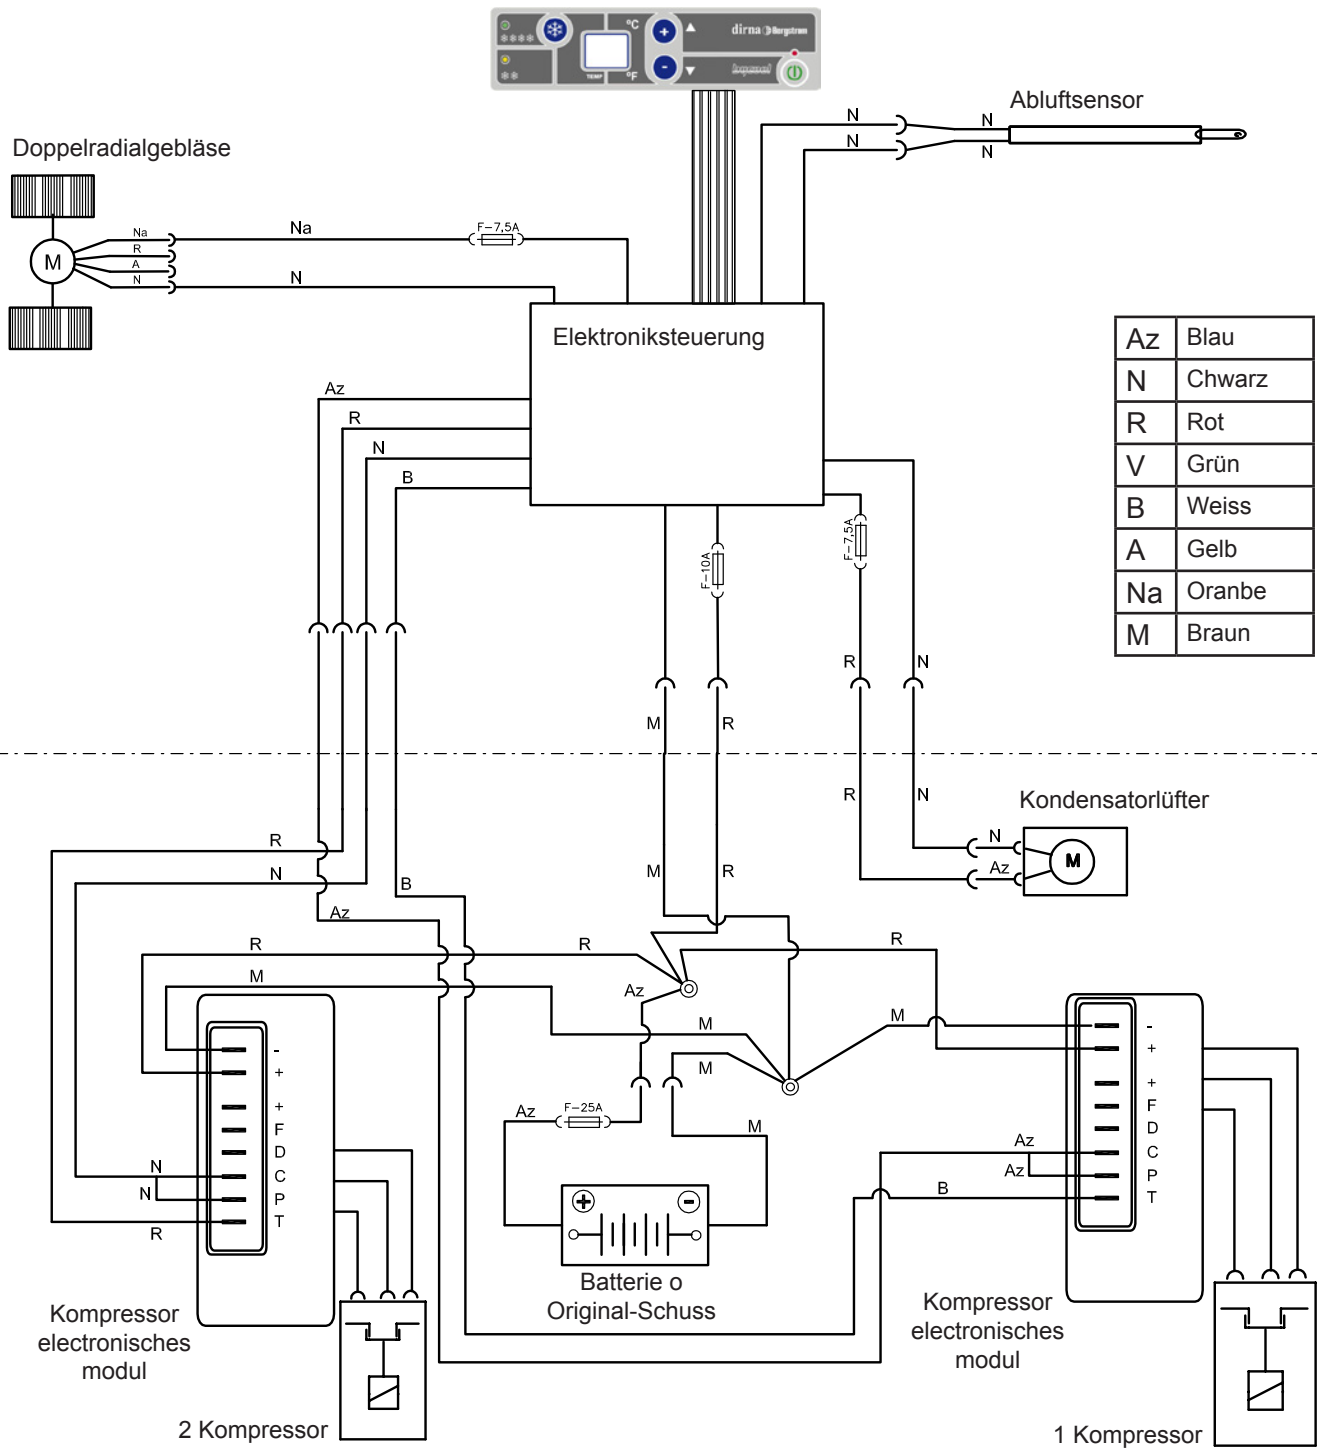 °C
dirna Bergstrom
TEMP
°F
Abluftsensor
N
N
N
N
Doppelradialgebläse
Na
R
A
N
M
Na
F-7,5A
N
Elektroniksteuerung
Az Blau
N Chwarz
R Rot
V Grün
B Weiss
A Gelb
Na Oranbe
M Braun
Az
R
N
B
F-10A
F-7,5A
R
N
M
R
R
N
Kondensatorlüfter
N
Az
M
R
N
B
Az
M
R
R
M
R
R
Az
M
M
M
-
+
+
F
D
C
P
T
N
N
R
Az
F-25A
M
-
+
+
F
D
C
P
T
Az
Az
B
+
-
Batterie o
Original-Schuss
Kompressor
electronisches
modul
2 Kompressor
Kompressor
electronisches
modul
1 Kompressor